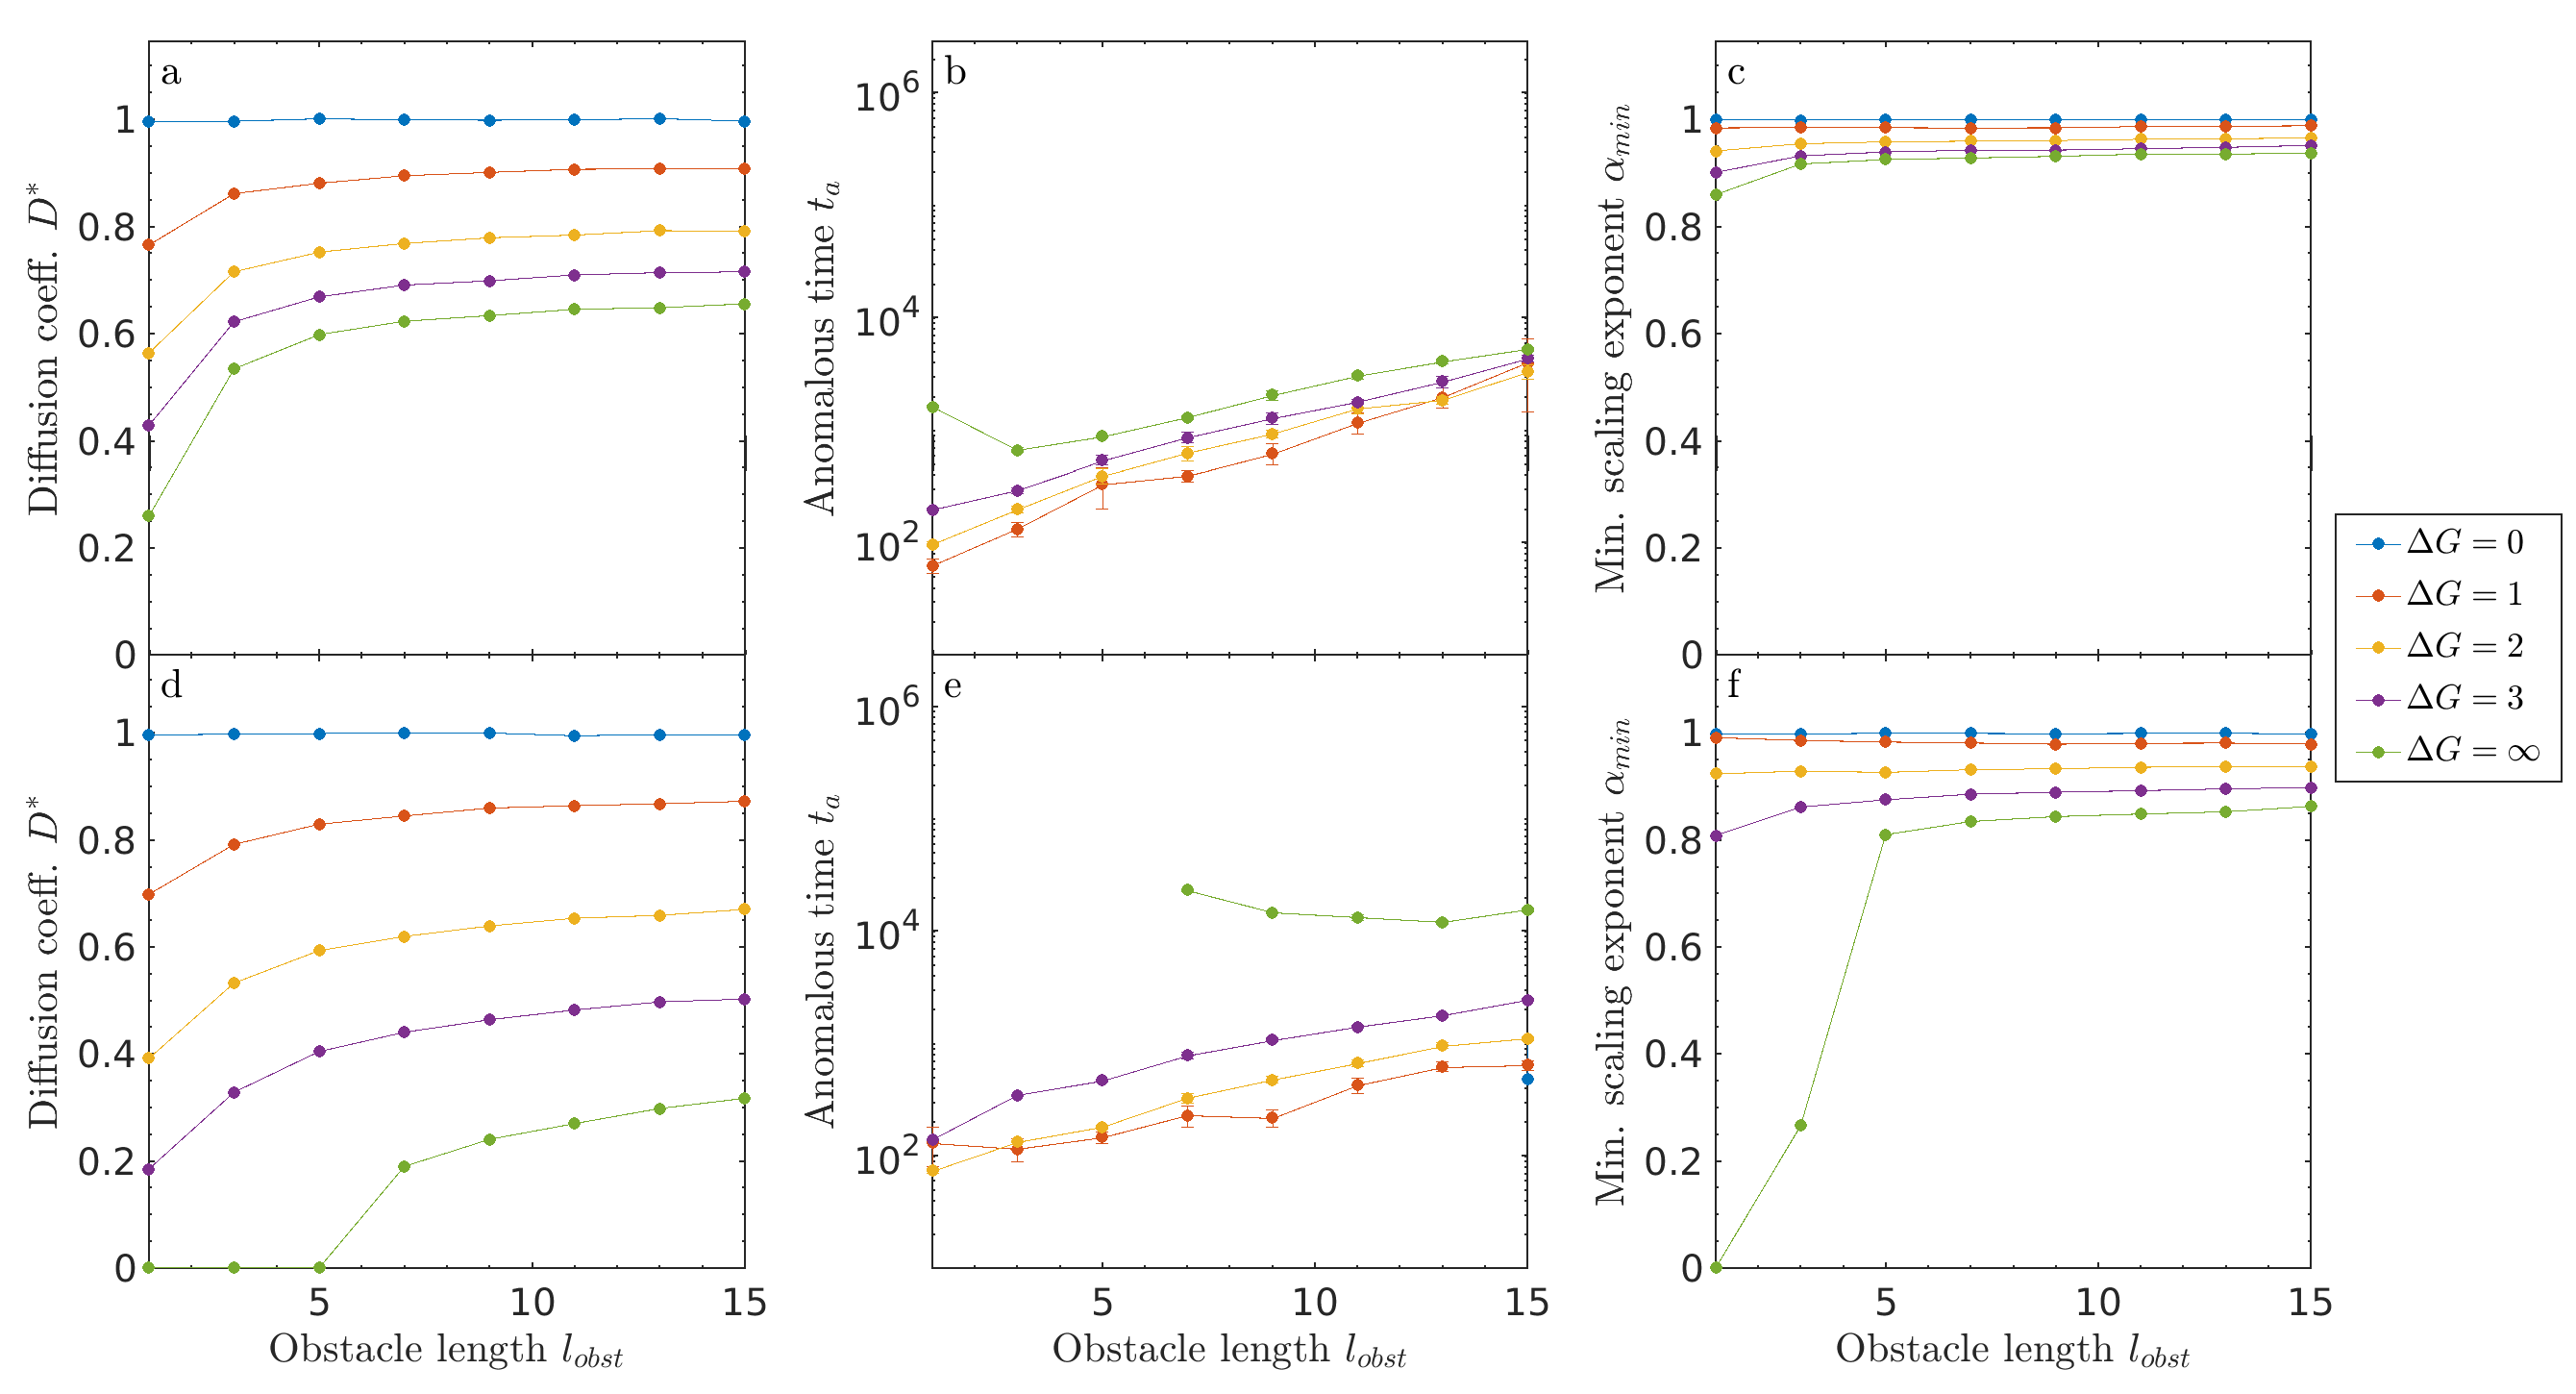 a
1
0.8
0.6
0.4
0.2
0
Diffusion coeff. D*
b
10^6
10^4
10^2
Anomalous time t_a
c
1
0.8
0.6
0.4
0.2
0
Min. scaling exponent α_min
d
1
0.8
0.6
0.4
0.2
0
Diffusion coeff. D*
5 10 15
Obstacle length l_obst
e
10^6
10^4
10^2
Anomalous time t_a
5 10 15
Obstacle length l_obst
f
1
0.8
0.6
0.4
0.2
0
Min. scaling exponent α_min
5 10 15
Obstacle length l_obst
ΔG = 0
ΔG = 1
ΔG = 2
ΔG = 3
ΔG = ∞